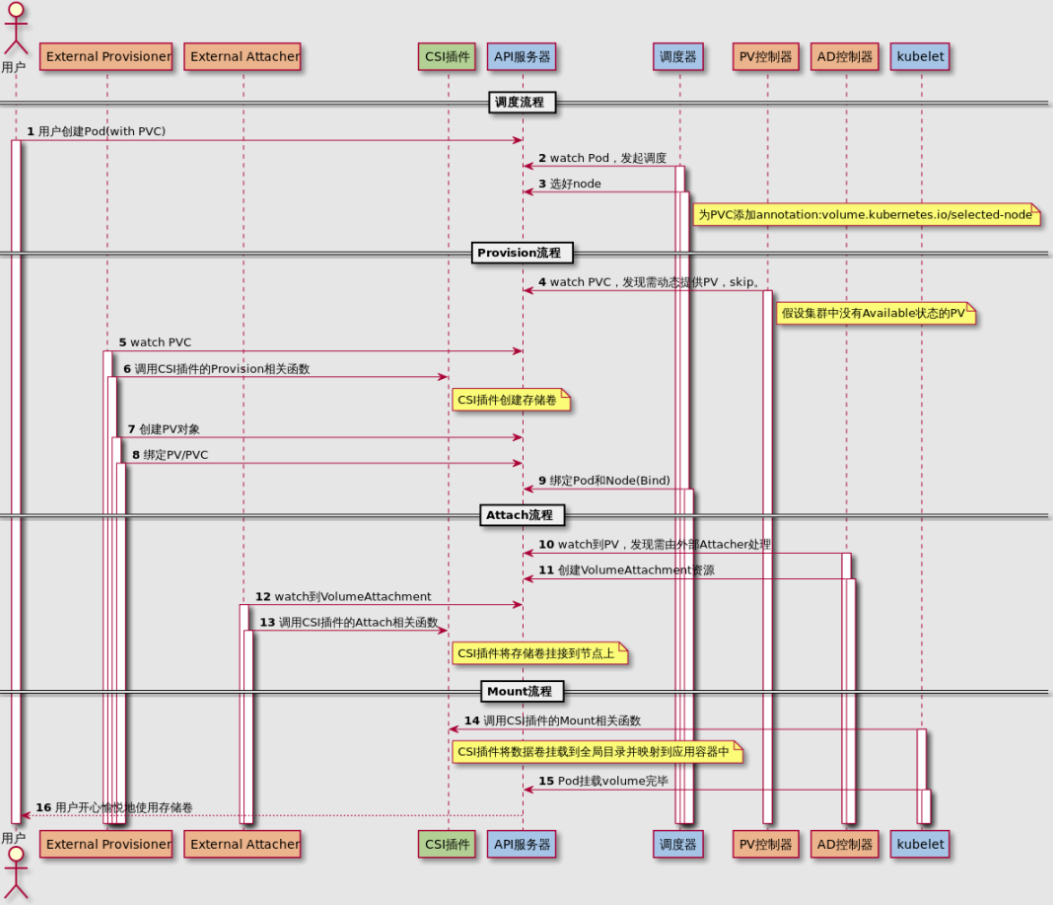 用户
External Provisioner
External Attacher
CSI插件
API服务器
调度器
PV控制器
AD控制器
kubelet
调度流程
1 用户创建Pod(with PVC)
2 watch Pod，发起调度
3 选好node
为PVC添加annotation:volume.kubernetes.io/selected-node
Provision流程
4 watch PVC，发现需动态提供PV，skip。
假设集群中没有Available状态的PV
5 watch PVC
6 调用CSI插件的Provision相关函数
CSI插件创建存储卷
7 创建PV对象
8 绑定PV/PVC
9 绑定Pod和Node(Bind)
Attach流程
10 watch到PV，发现需由外部Attacher处理
11 创建VolumeAttachment资源
12 watch到VolumeAttachment
13 调用CSI插件的Attach相关函数
CSI插件将存储卷挂接到节点上
Mount流程
14 调用CSI插件的Mount相关函数
CSI插件将数据卷挂载到全局目录并映射到应用容器中
15 Pod挂载volume完毕
16 用户开心愉悦地使用存储卷
用户
External Provisioner
External Attacher
CSI插件
API服务器
调度器
PV控制器
AD控制器
kubelet